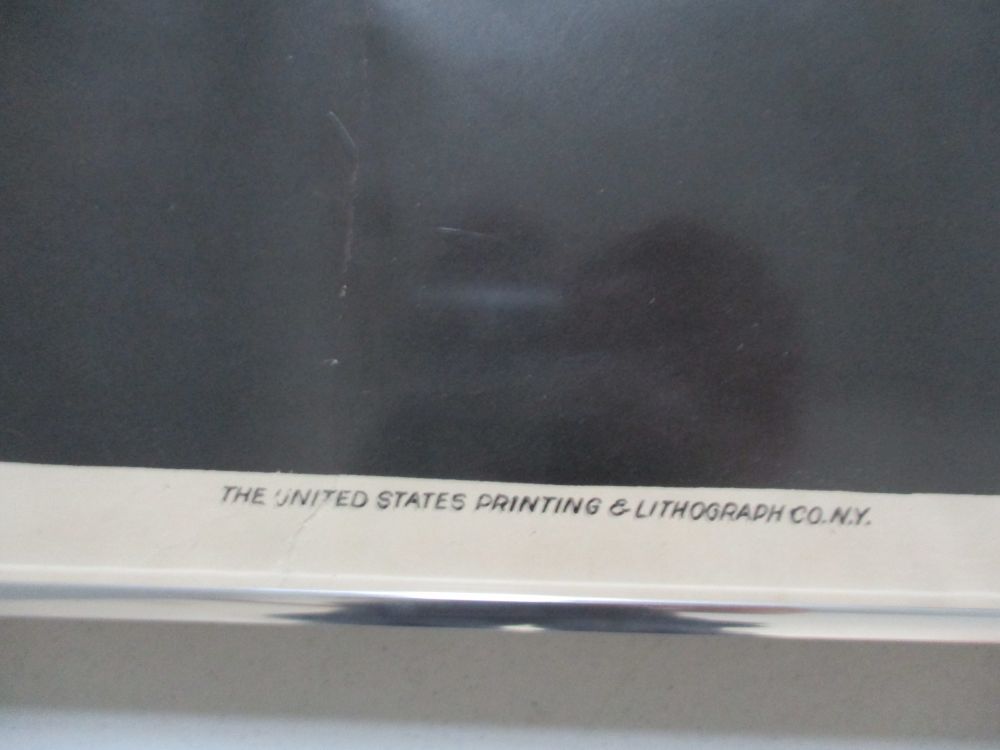 THE UNITED STATES PRINTING & LITHOGRAPH CO. N.Y.